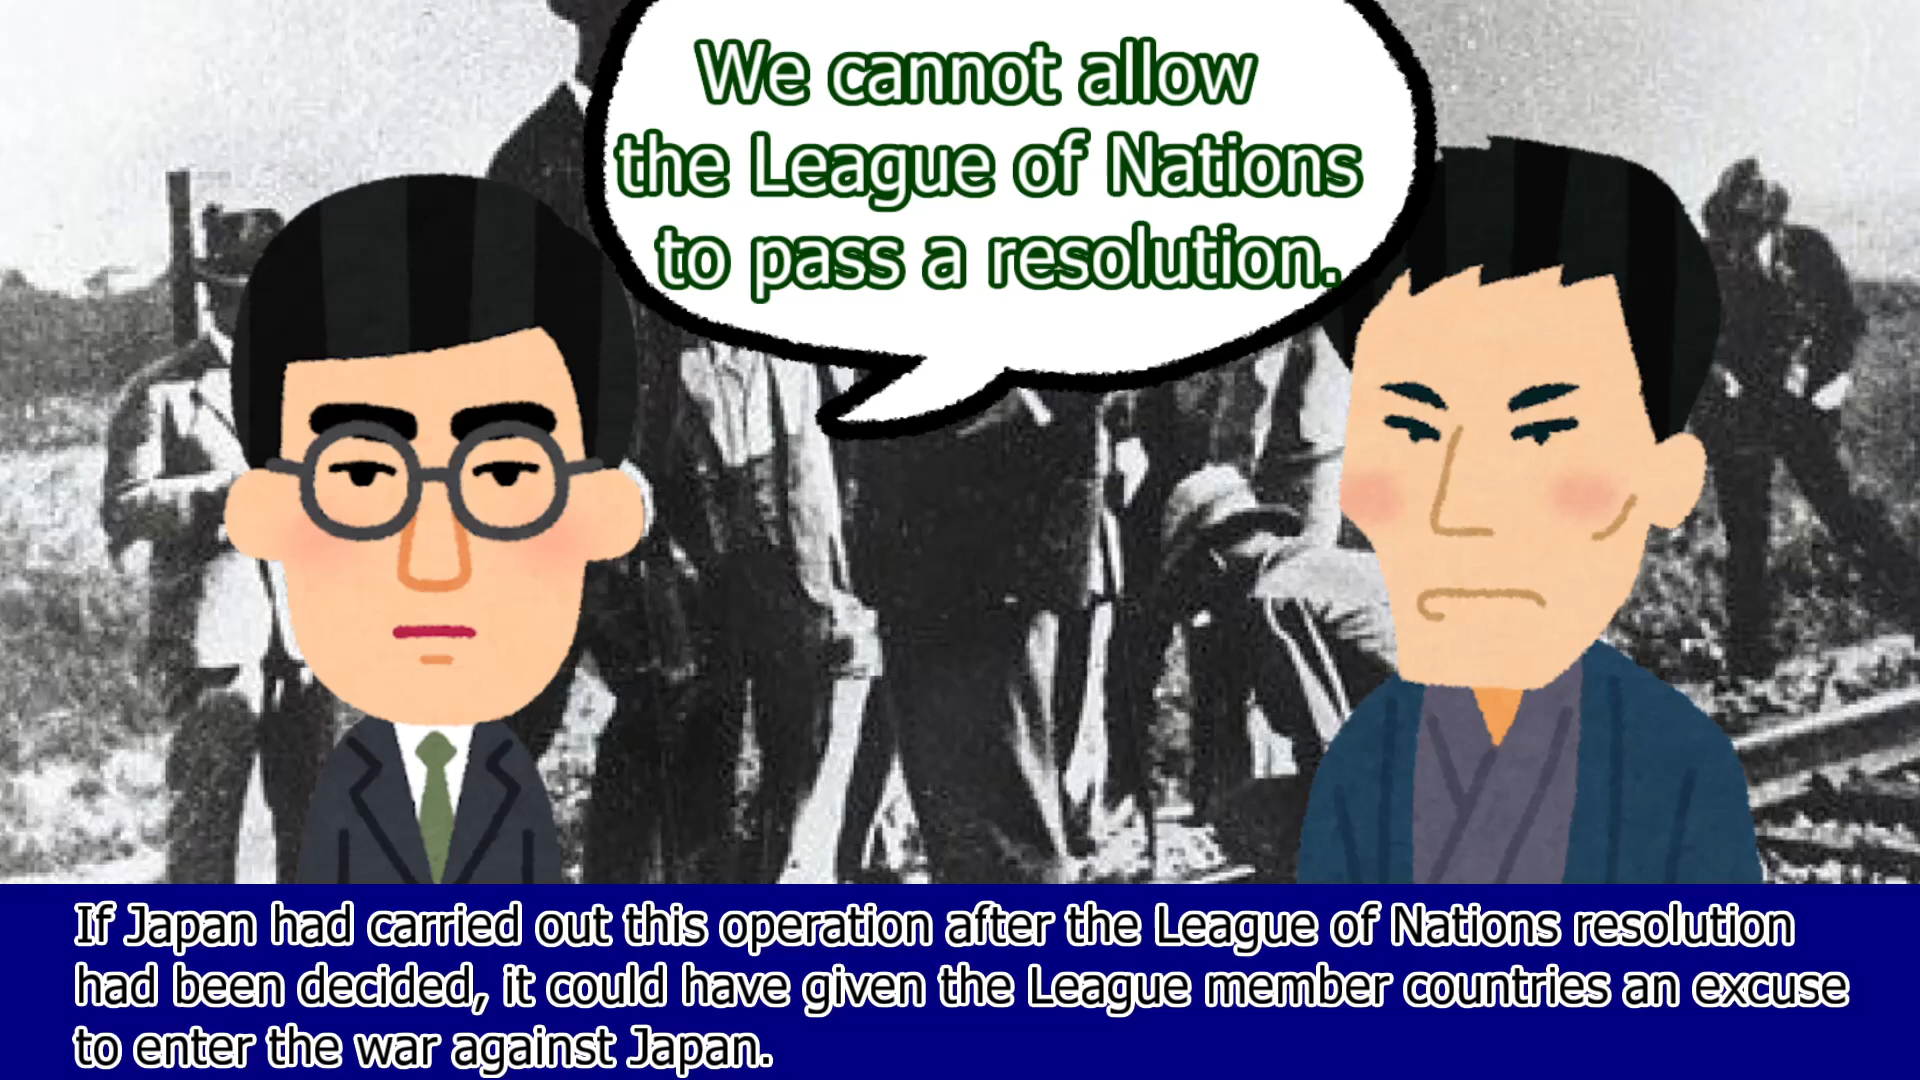 We cannot allow
the League of Nations
to pass a resolution.
If Japan had carried out this operation after the League of Nations resolution
had been decided, it could have given the League member countries an excuse
to enter the war against Japan.